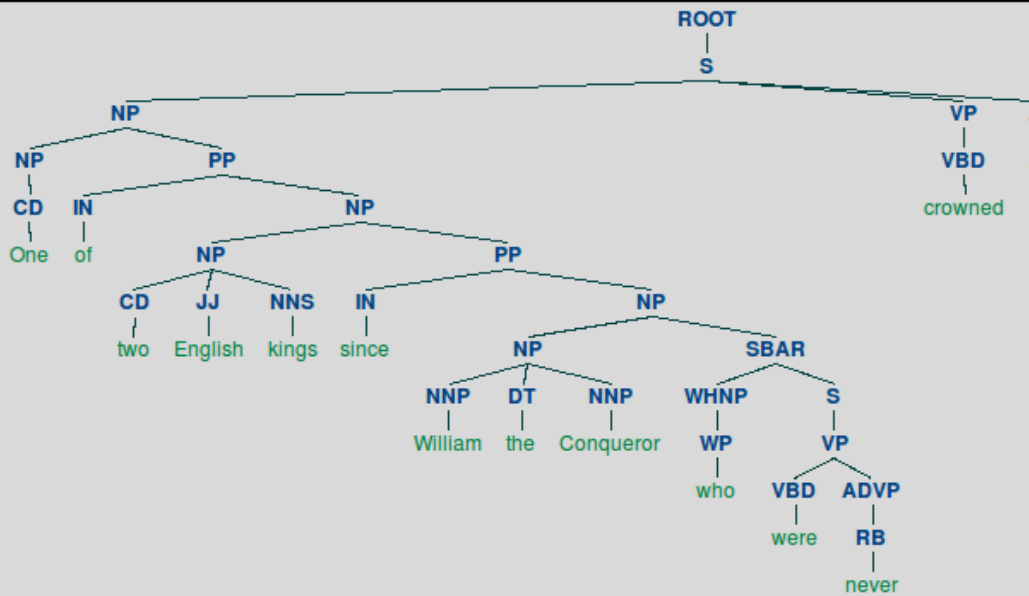 ROOT
S
NP VP
NP PP VBD
CD IN NP crowned
One of NP PP
CD JJ NNS IN NP
two English kings since NP SBAR
NNP DT NNP WHNP S
William the Conqueror WP VP
who VBD ADVP
were RB
never